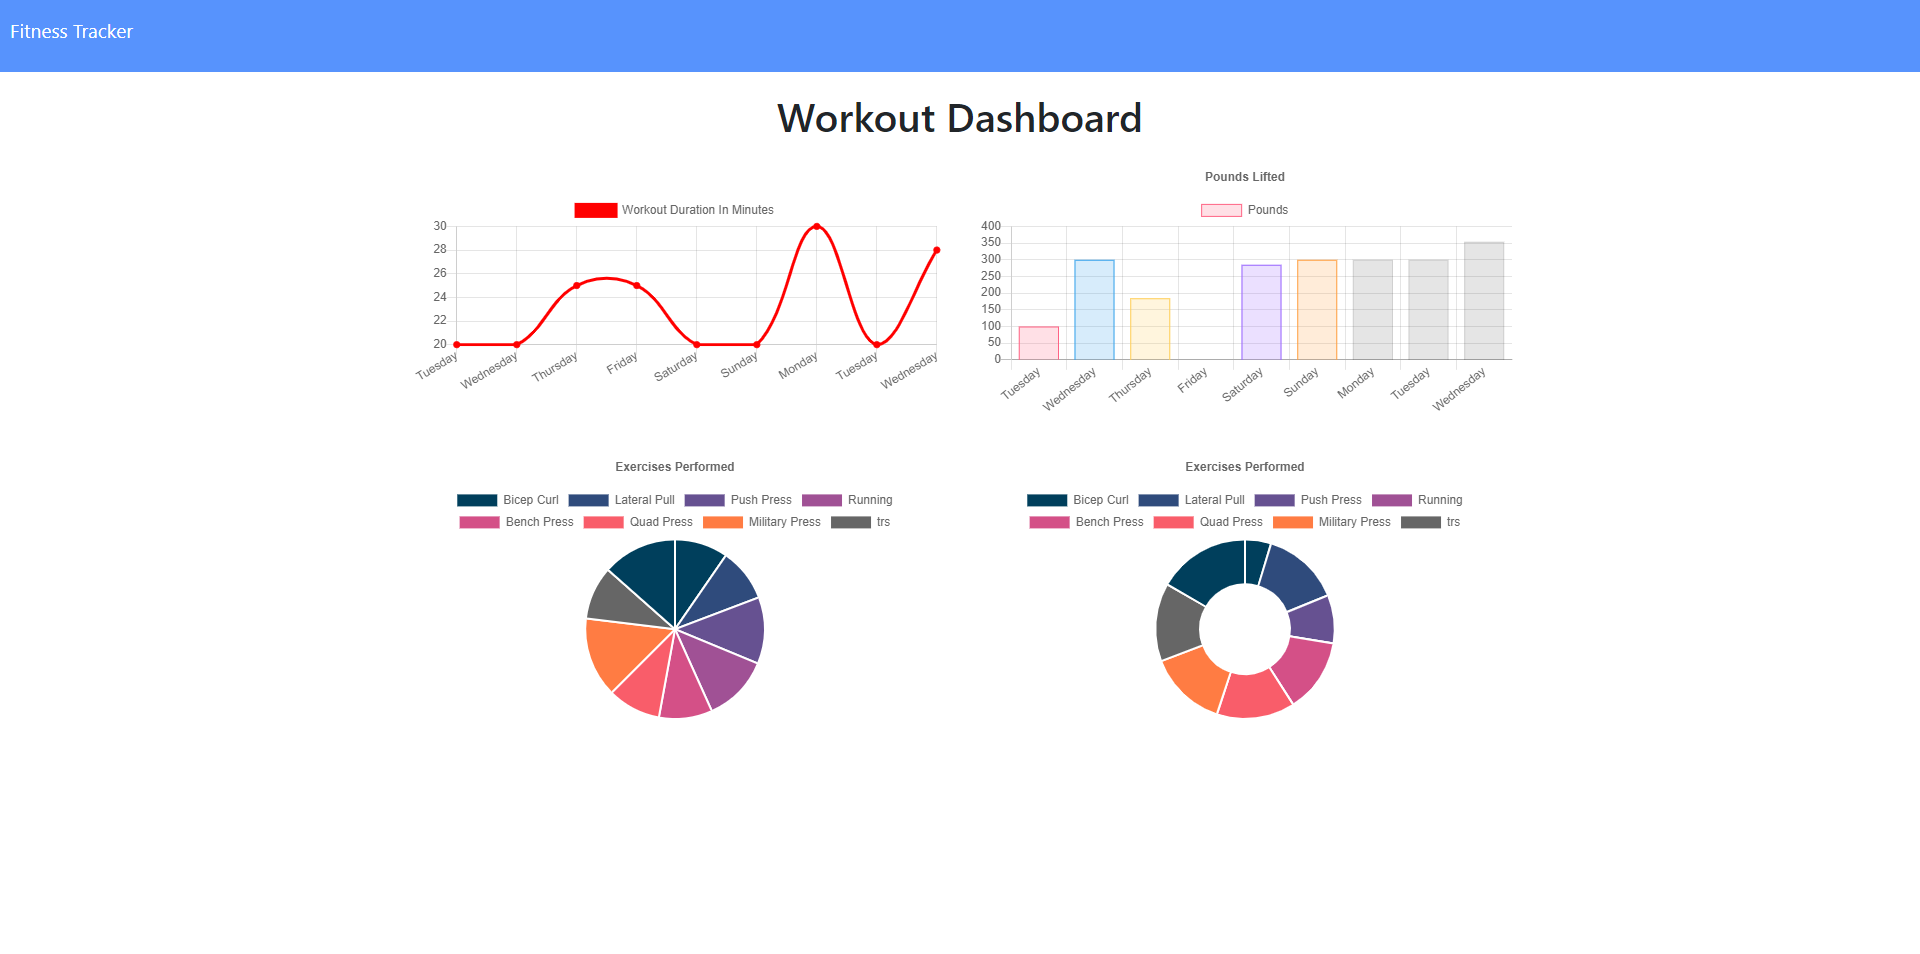 Fitness Tracker
Workout Dashboard
Workout Duration In Minutes
30
28
26
24
22
20
Tuesday Wednesday Thursday Friday Saturday Sunday Monday Tuesday Wednesday
Pounds Lifted
Pounds
400
350
300
250
200
150
100
50
0
Tuesday Wednesday Thursday Friday Saturday Sunday Monday Tuesday Wednesday
Exercises Performed
Bicep Curl Lateral Pull Push Press Running
Bench Press Quad Press Military Press trs
Exercises Performed
Bicep Curl Lateral Pull Push Press Running
Bench Press Quad Press Military Press trs